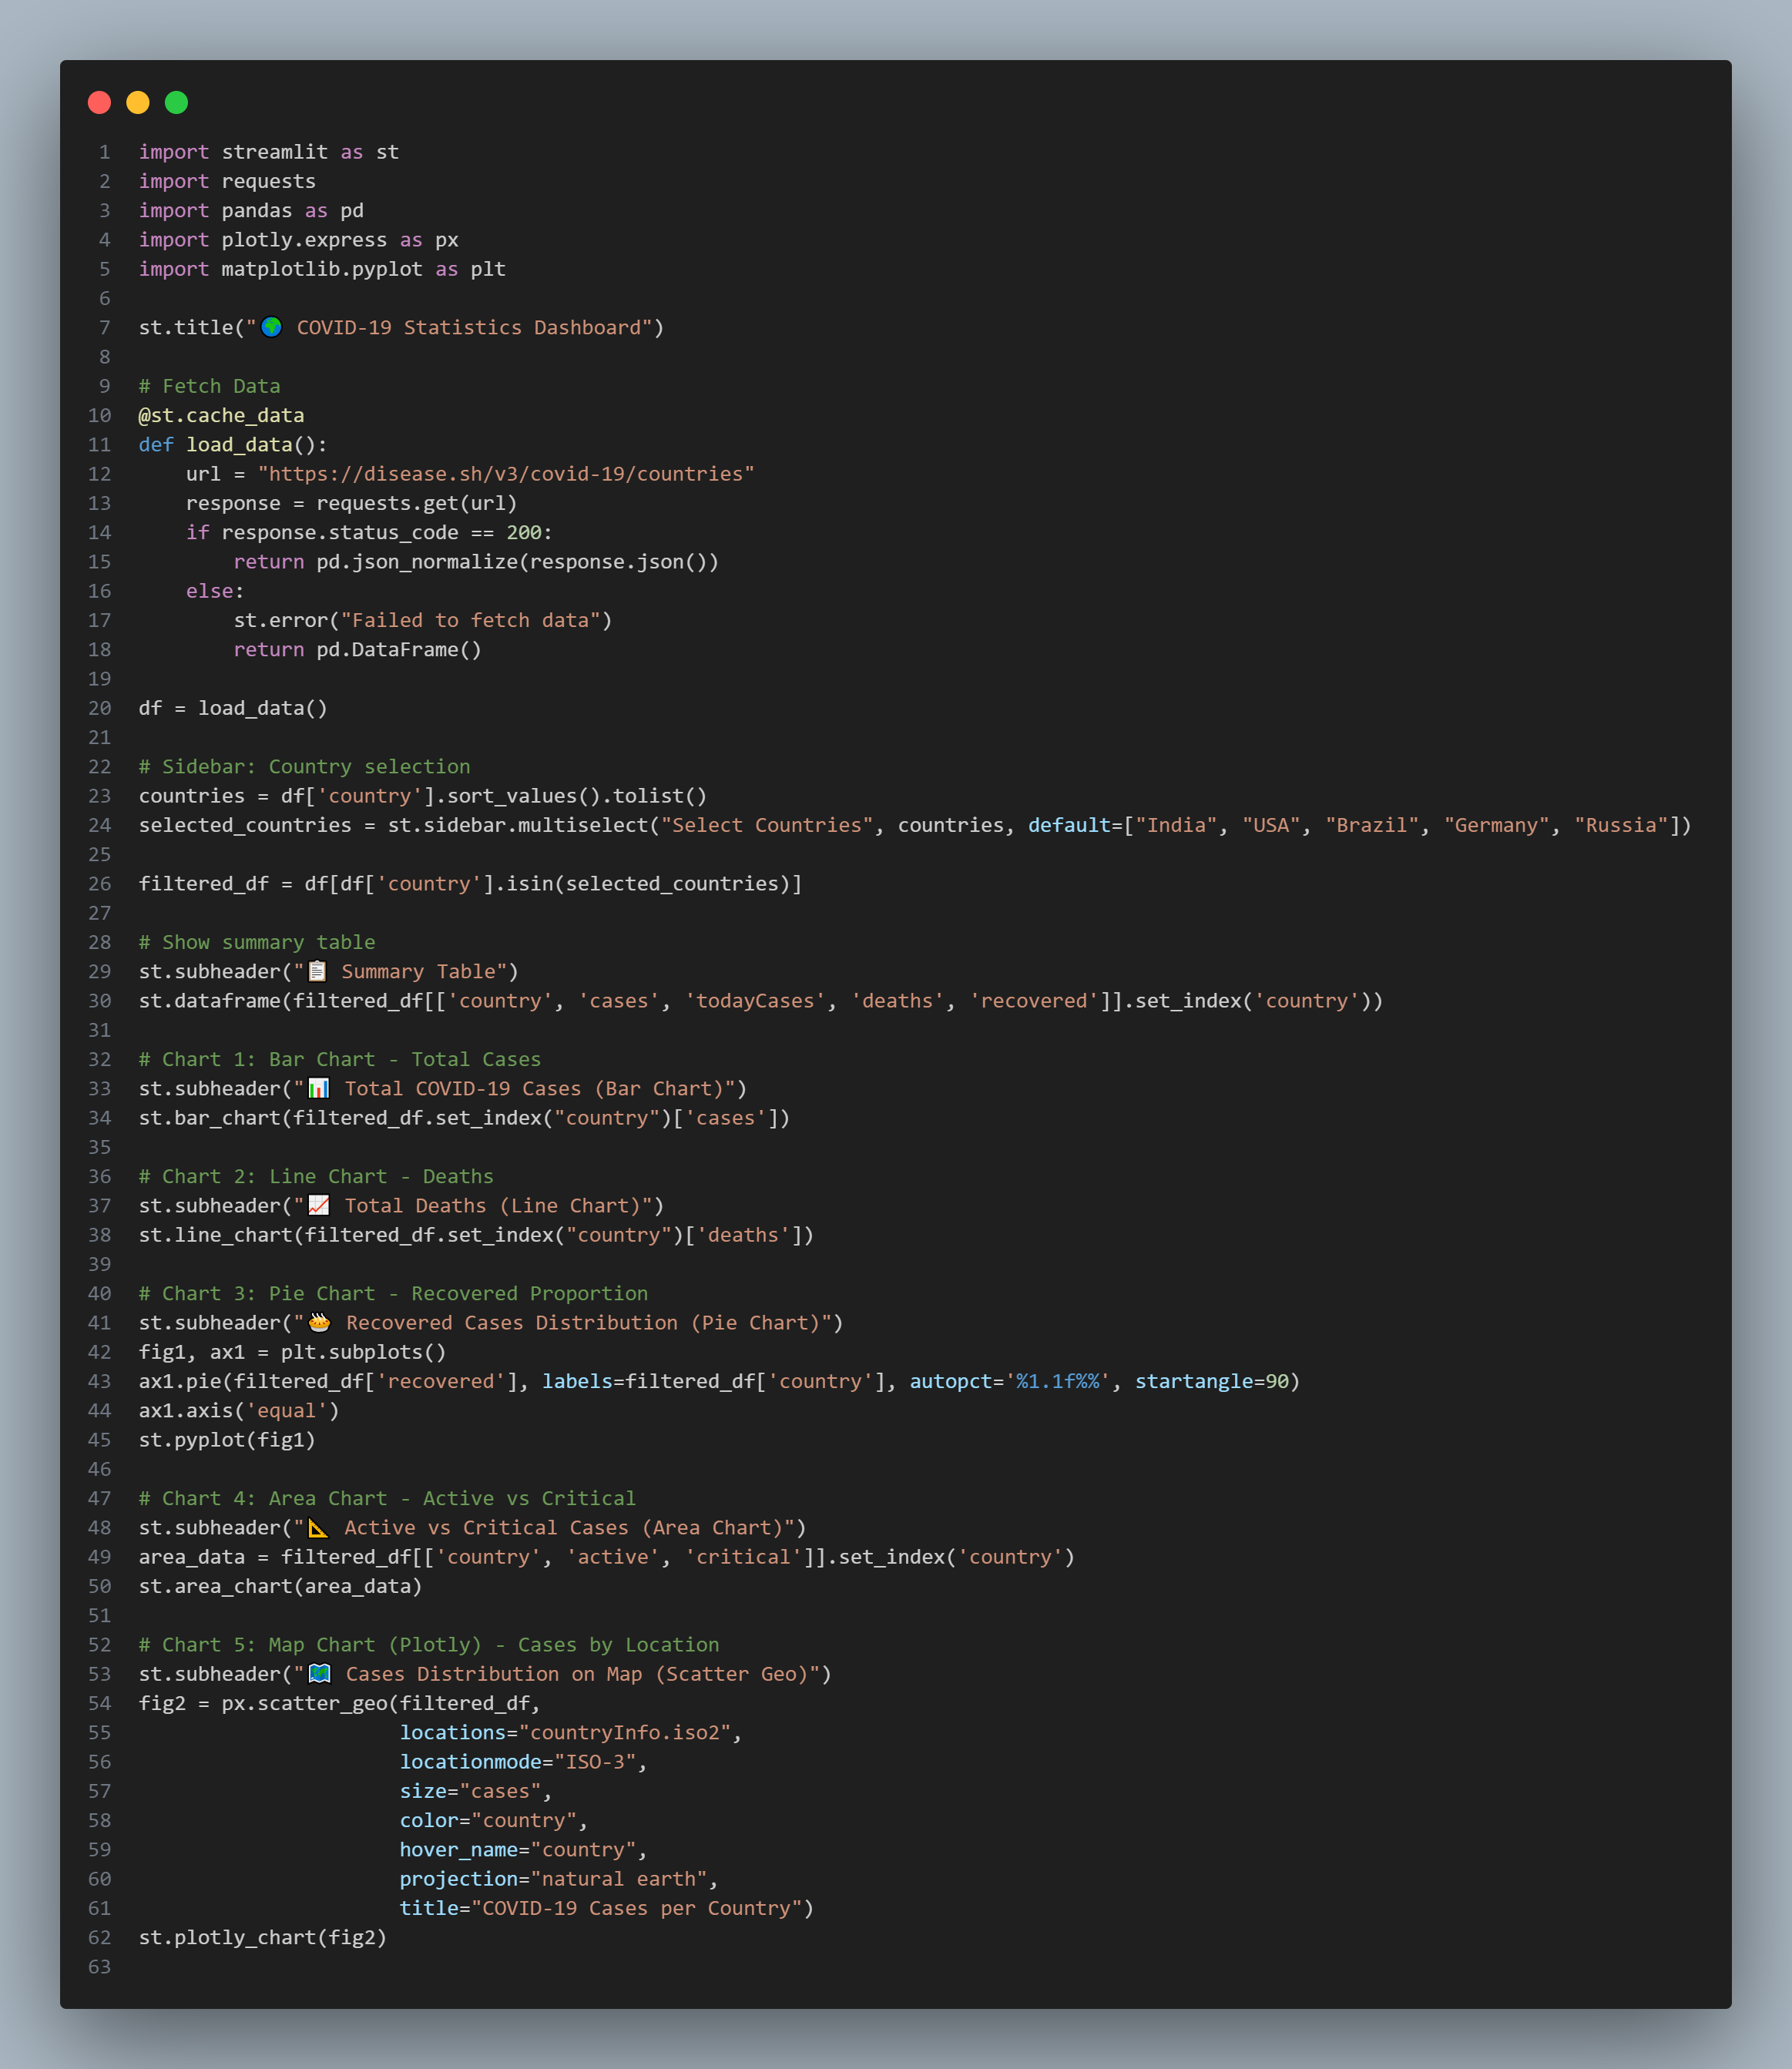 1 import streamlit as st
2 import requests
3 import pandas as pd
4 import plotly.express as px
5 import matplotlib.pyplot as plt
6
7 st.title("🌍 COVID-19 Statistics Dashboard")
8
9 # Fetch Data
10 @st.cache_data
11 def load_data():
12     url = "https://disease.sh/v3/covid-19/countries"
13     response = requests.get(url)
14     if response.status_code == 200:
15         return pd.json_normalize(response.json())
16     else:
17         st.error("Failed to fetch data")
18         return pd.DataFrame()
19
20 df = load_data()
21
22 # Sidebar: Country selection
23 countries = df['country'].sort_values().tolist()
24 selected_countries = st.sidebar.multiselect("Select Countries", countries, default=["India", "USA", "Brazil", "Germany", "Russia"])
25
26 filtered_df = df[df['country'].isin(selected_countries)]
27
28 # Show summary table
29 st.subheader("📋 Summary Table")
30 st.dataframe(filtered_df[['country', 'cases', 'todayCases', 'deaths', 'recovered']].set_index('country'))
31
32 # Chart 1: Bar Chart - Total Cases
33 st.subheader("📊 Total COVID-19 Cases (Bar Chart)")
34 st.bar_chart(filtered_df.set_index("country")['cases'])
35
36 # Chart 2: Line Chart - Deaths
37 st.subheader("📈 Total Deaths (Line Chart)")
38 st.line_chart(filtered_df.set_index("country")['deaths'])
39
40 # Chart 3: Pie Chart - Recovered Proportion
41 st.subheader("🥧 Recovered Cases Distribution (Pie Chart)")
42 fig1, ax1 = plt.subplots()
43 ax1.pie(filtered_df['recovered'], labels=filtered_df['country'], autopct='%1.1f%%', startangle=90)
44 ax1.axis('equal')
45 st.pyplot(fig1)
46
47 # Chart 4: Area Chart - Active vs Critical
48 st.subheader("📐 Active vs Critical Cases (Area Chart)")
49 area_data = filtered_df[['country', 'active', 'critical']].set_index('country')
50 st.area_chart(area_data)
51
52 # Chart 5: Map Chart (Plotly) - Cases by Location
53 st.subheader("🗺️ Cases Distribution on Map (Scatter Geo)")
54 fig2 = px.scatter_geo(filtered_df,
55                       locations="countryInfo.iso2",
56                       locationmode="ISO-3",
57                       size="cases",
58                       color="country",
59                       hover_name="country",
60                       projection="natural earth",
61                       title="COVID-19 Cases per Country")
62 st.plotly_chart(fig2)
63